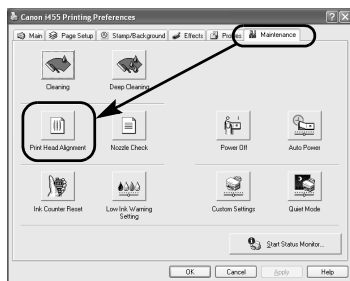 Canon i455 Printing Preferences
Main Page Setup Stamp/Background Effects Profiles Maintenance
Cleaning Deep Cleaning
Print Head Alignment Nozzle Check Power Off Auto Power
Ink Counter Reset Low Ink Warning Setting Custom Settings Quiet Mode
Start Status Monitor...
OK Cancel Apply Help